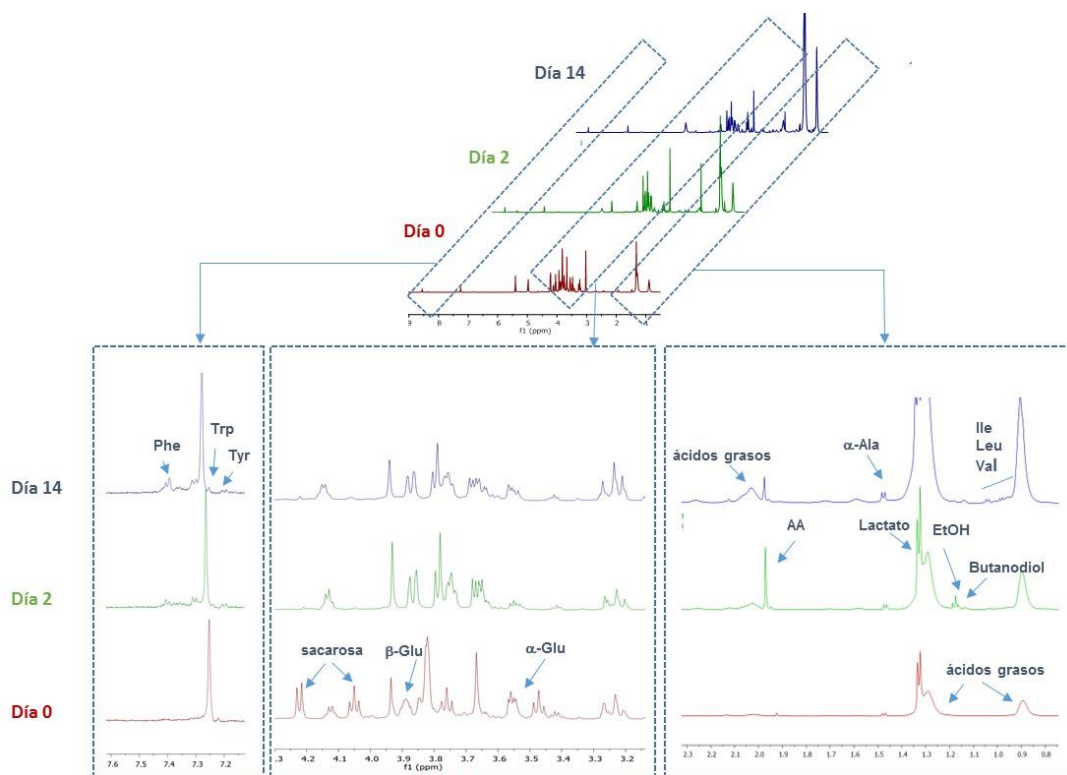 Día 14
Día 2
Día 0
9 8 7 6 5 4 3 2 1
f1 (ppm)
Phe
Trp
Tyr
Día 14
Día 2
Día 0
7.6 7.5 7.4 7.3 7.2
sacarosa
β-Glu
α-Glu
4.2 4.1 4.0 3.9 3.8 3.7 3.6 3.5 3.4 3.3 3.2
f1 (ppm)
ácidos grasos
α-Ala
Ile
Leu
Val
AA
Lactato
EtOH
Butanodiol
ácidos grasos
2.3 2.2 2.1 2.0 1.9 1.8 1.7 1.6 1.5 1.4 1.3 1.2 1.1 1.0 0.9 0.8